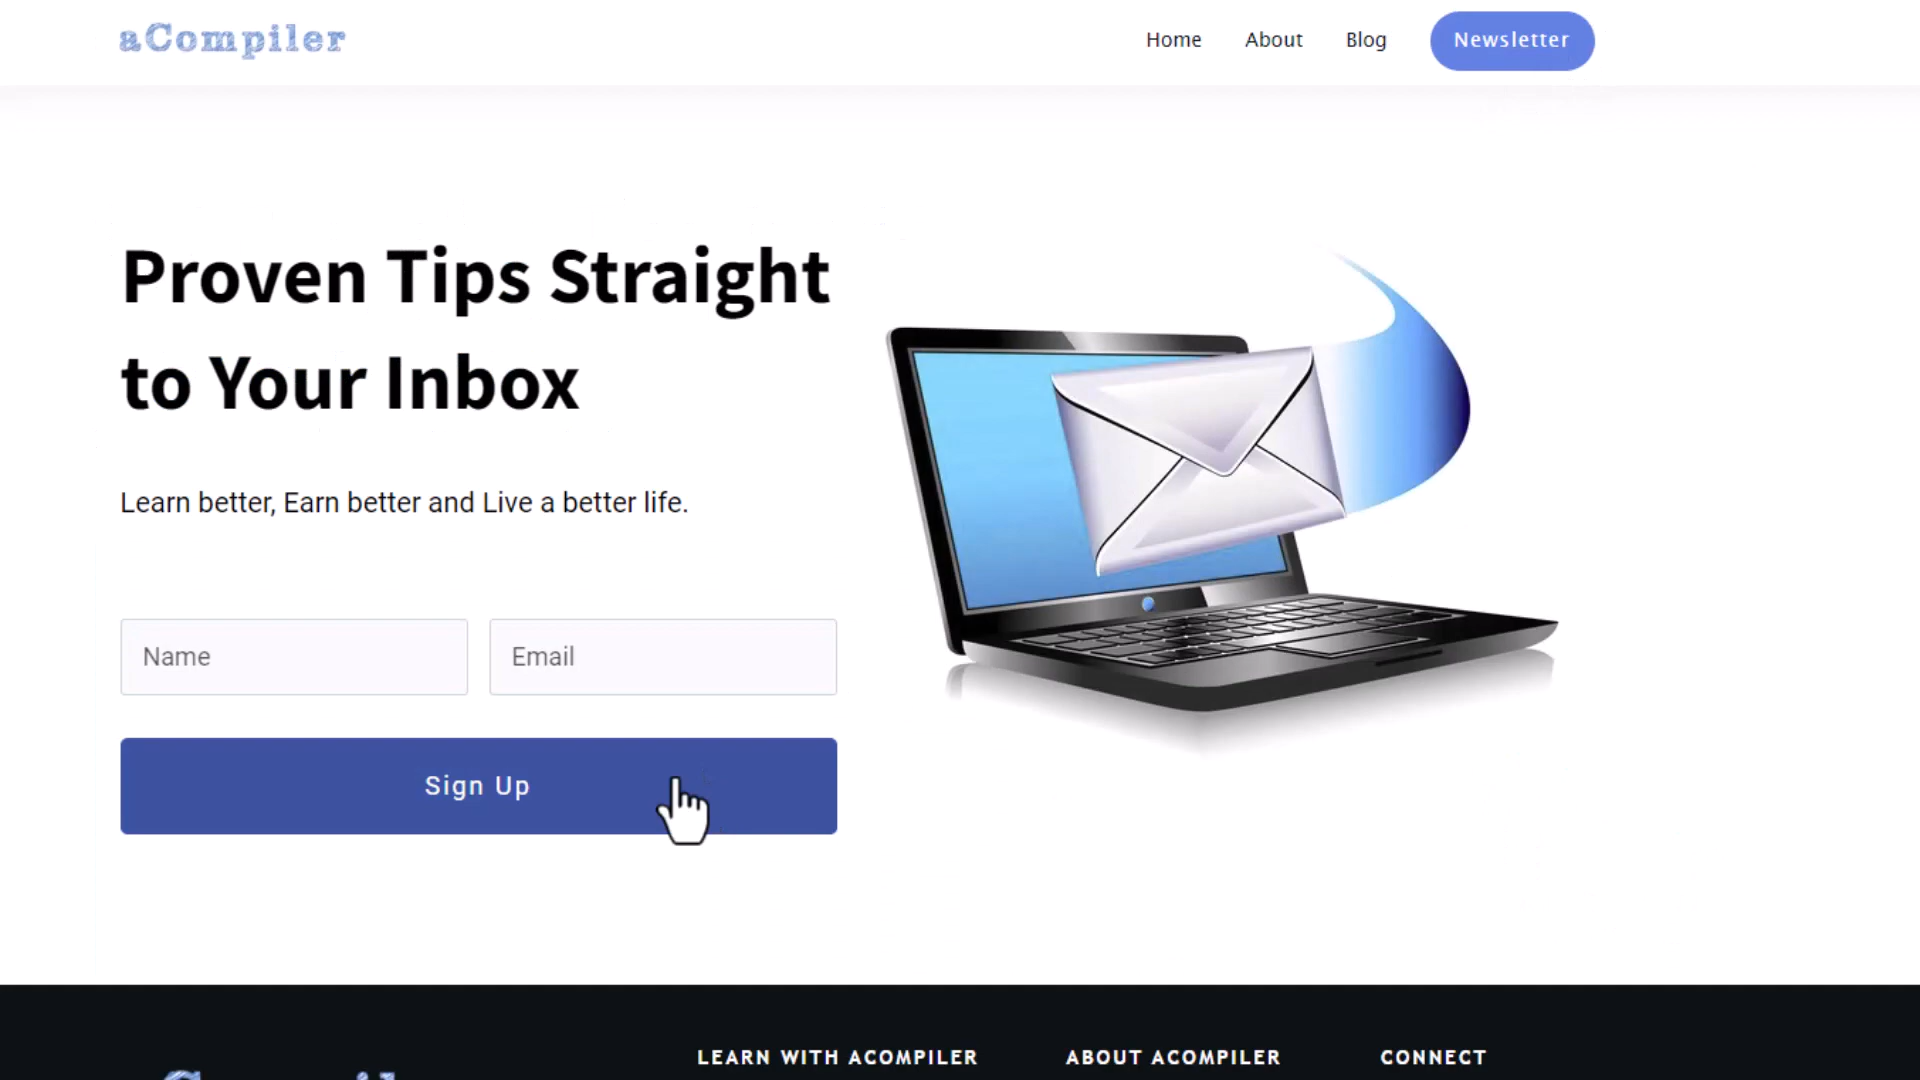 aCompiler
Home About Blog Newsletter
Proven Tips Straight
to Your Inbox
Learn better, Earn better and Live a better life.
Name Email
Sign Up
LEARN WITH ACOMPILER ABOUT ACOMPILER CONNECT